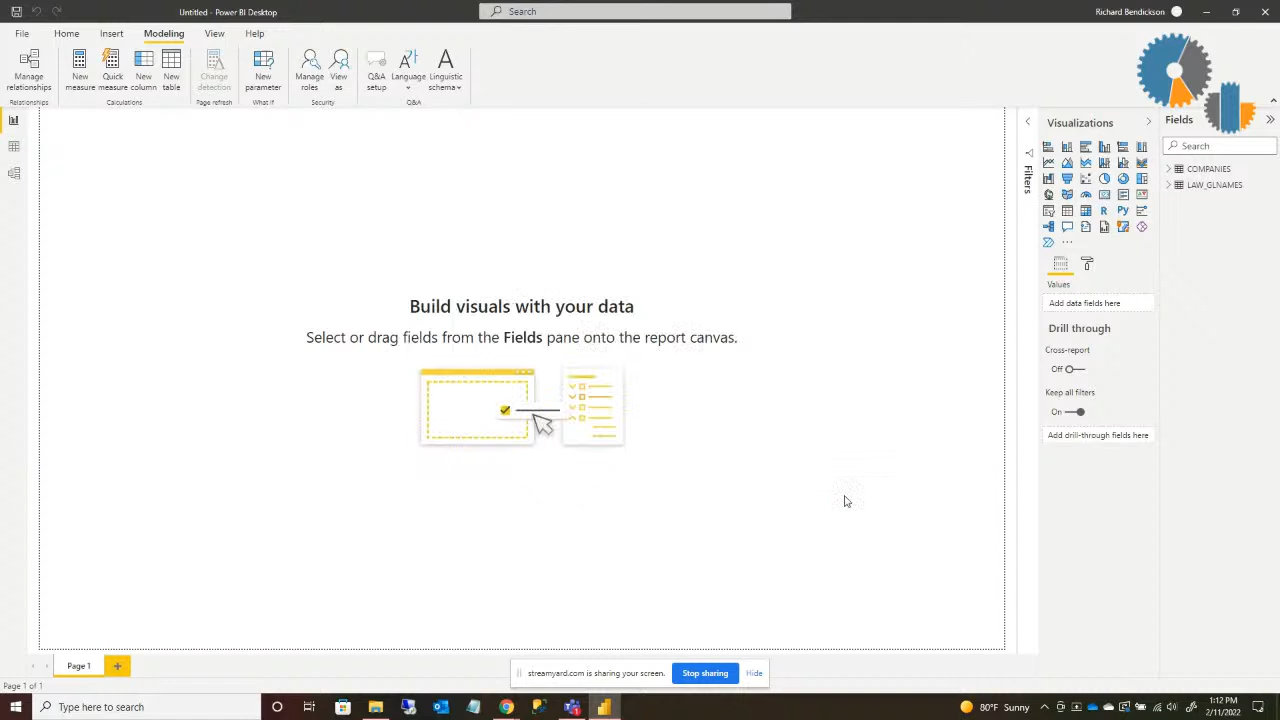 Untitled - Power BI Desktop
Search
Richard Bendickson
File
Home
Insert
Modeling
View
Help
Manage relationships
New measure
Quick measure
New column
New table
Change detection
New parameter
Manage roles
View as
Q&A setup
Language
Linguistic schema
Relationships
Calculations
Page refresh
What if
Security
Q&A
Filters
Visualizations
R
Py
Values
Add data fields here
Drill through
Cross-report
Off
Keep all filters
On
Add drill-through fields here
Fields
Search
COMPANIES
LAW_GLNAMES
Build visuals with your data
Select or drag fields from the Fields pane onto the report canvas.
Page 1
Page 1 of 1
streamyard.com is sharing your screen.
Stop sharing
Hide
Type here to search
80°F Sunny
1:12 PM
2/11/2022